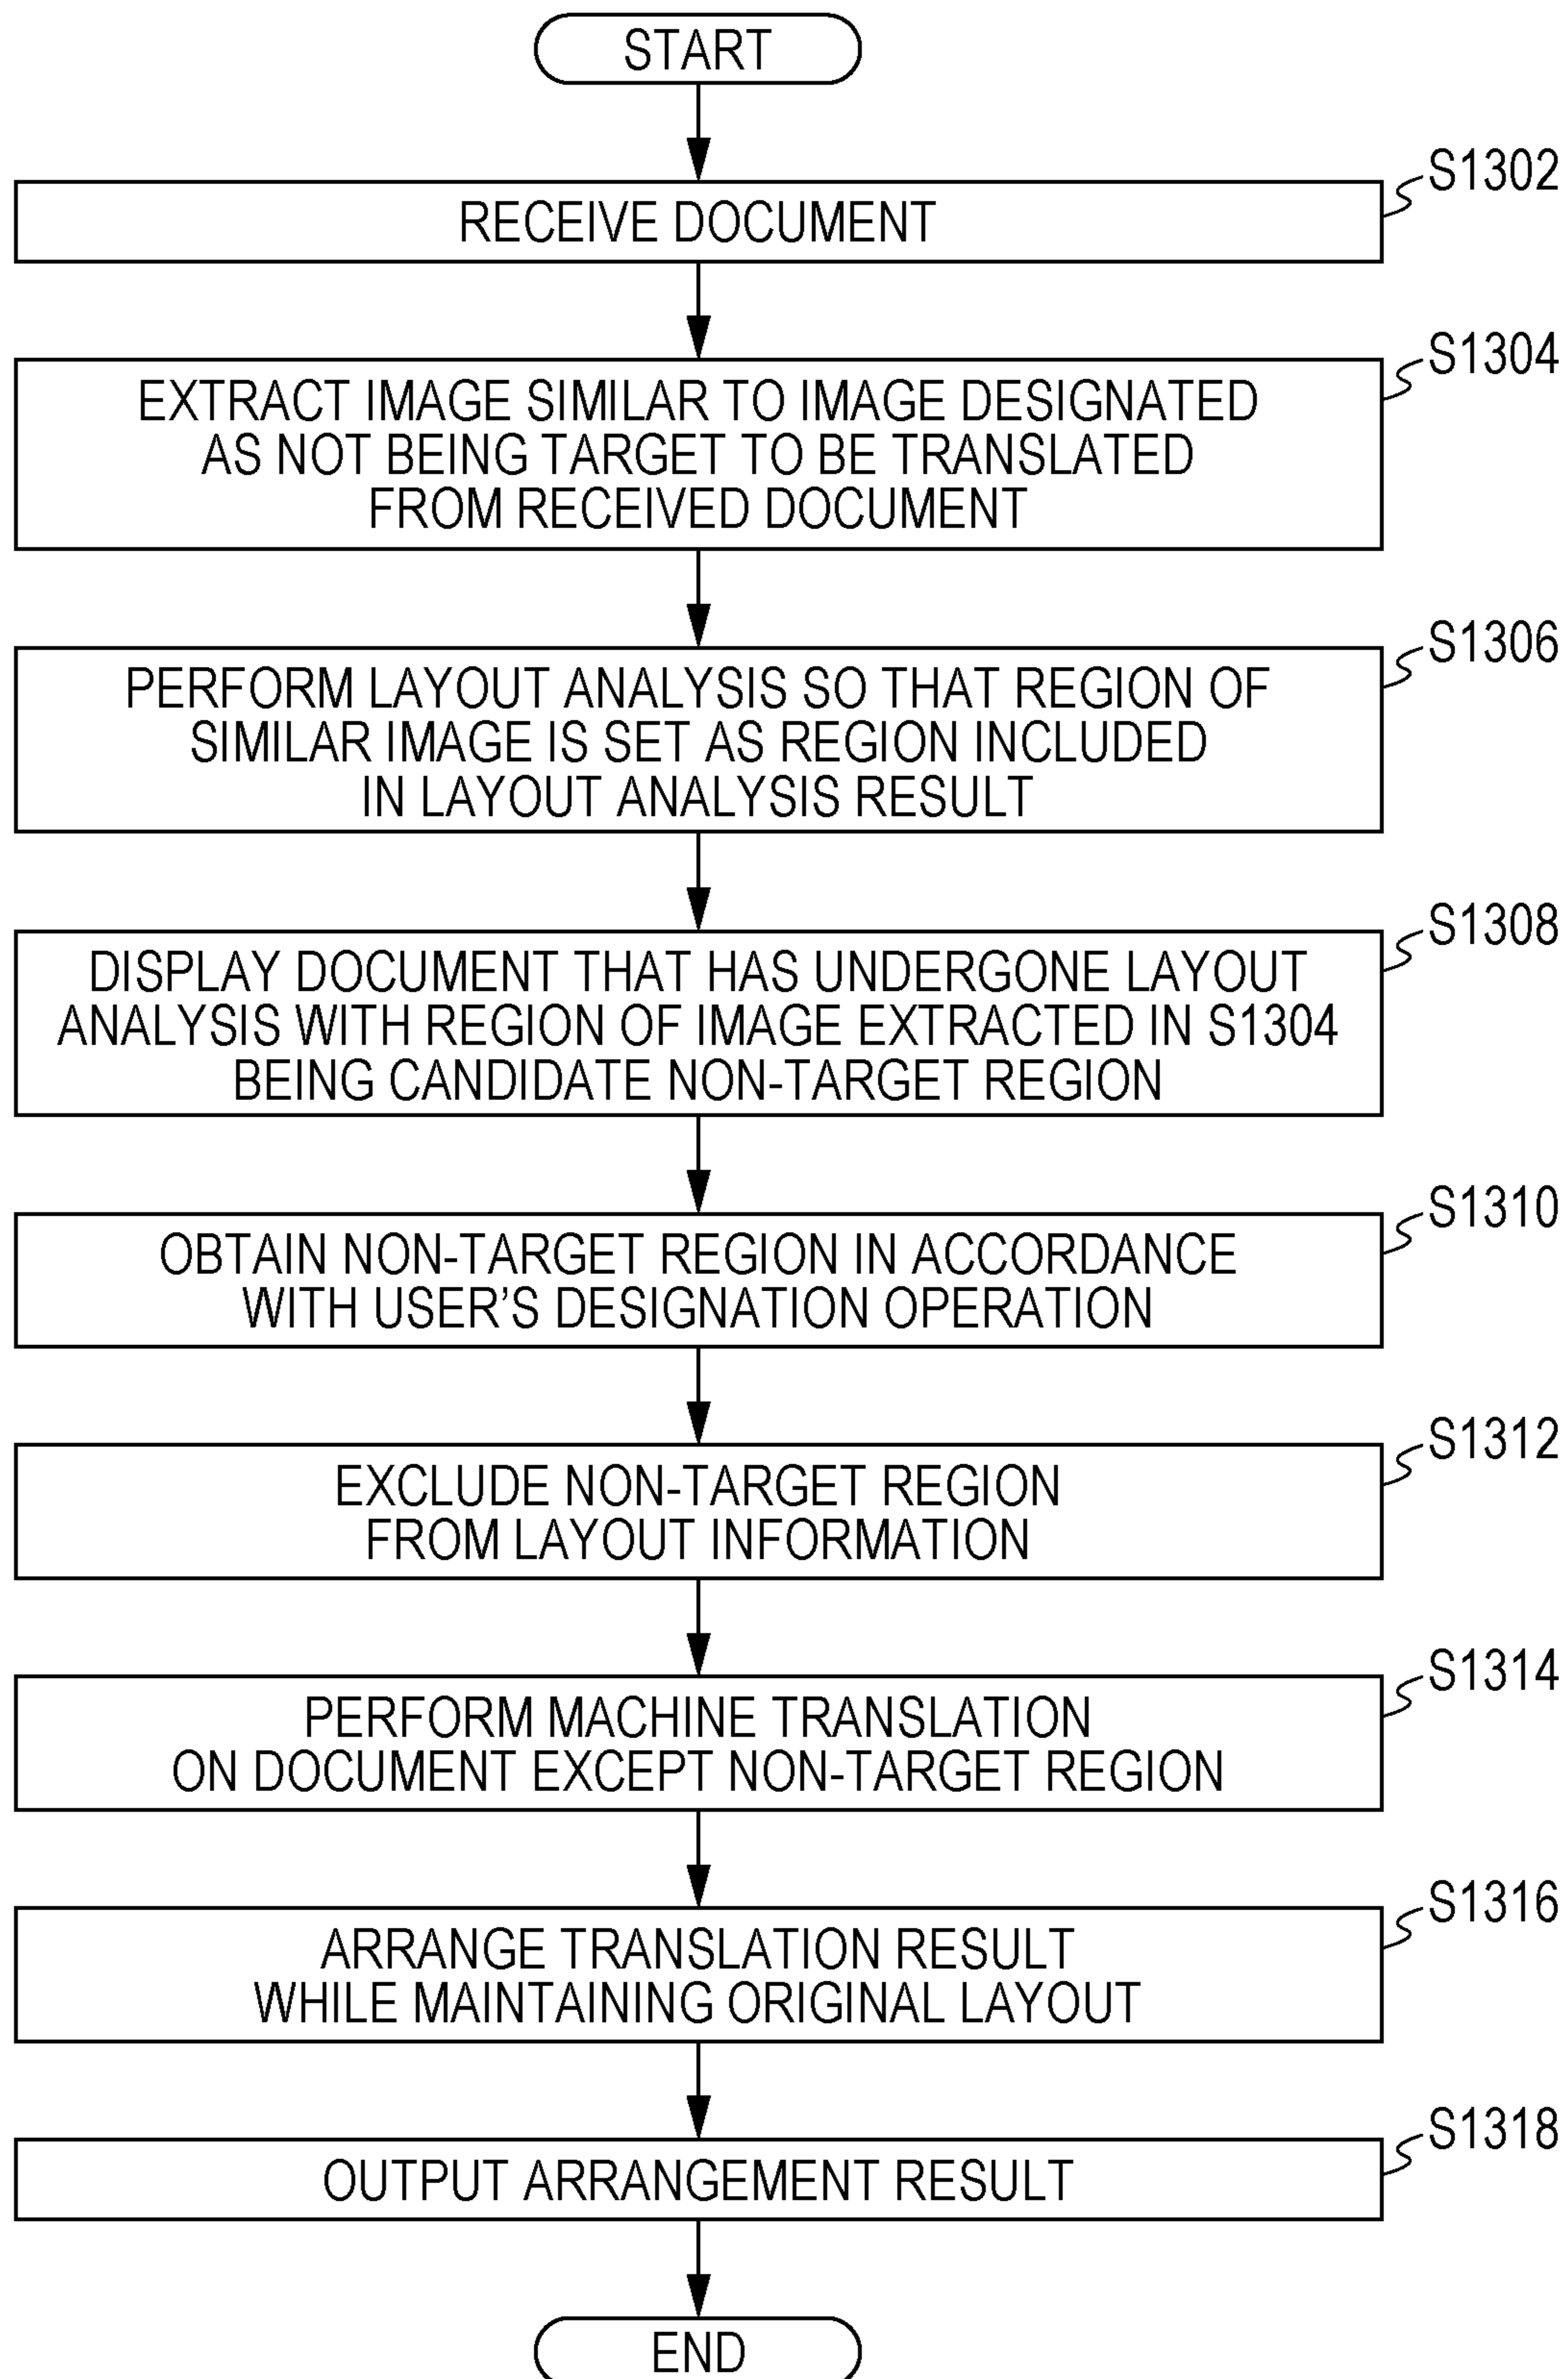 START
S1302
RECEIVE DOCUMENT
S1304
EXTRACT IMAGE SIMILAR TO IMAGE DESIGNATED
AS NOT BEING TARGET TO BE TRANSLATED
FROM RECEIVED DOCUMENT
S1306
PERFORM LAYOUT ANALYSIS SO THAT REGION OF
SIMILAR IMAGE IS SET AS REGION INCLUDED
IN LAYOUT ANALYSIS RESULT
S1308
DISPLAY DOCUMENT THAT HAS UNDERGONE LAYOUT
ANALYSIS WITH REGION OF IMAGE EXTRACTED IN S1304
BEING CANDIDATE NON-TARGET REGION
S1310
OBTAIN NON-TARGET REGION IN ACCORDANCE
WITH USER’S DESIGNATION OPERATION
S1312
EXCLUDE NON-TARGET REGION
FROM LAYOUT INFORMATION
S1314
PERFORM MACHINE TRANSLATION
ON DOCUMENT EXCEPT NON-TARGET REGION
S1316
ARRANGE TRANSLATION RESULT
WHILE MAINTAINING ORIGINAL LAYOUT
S1318
OUTPUT ARRANGEMENT RESULT
END